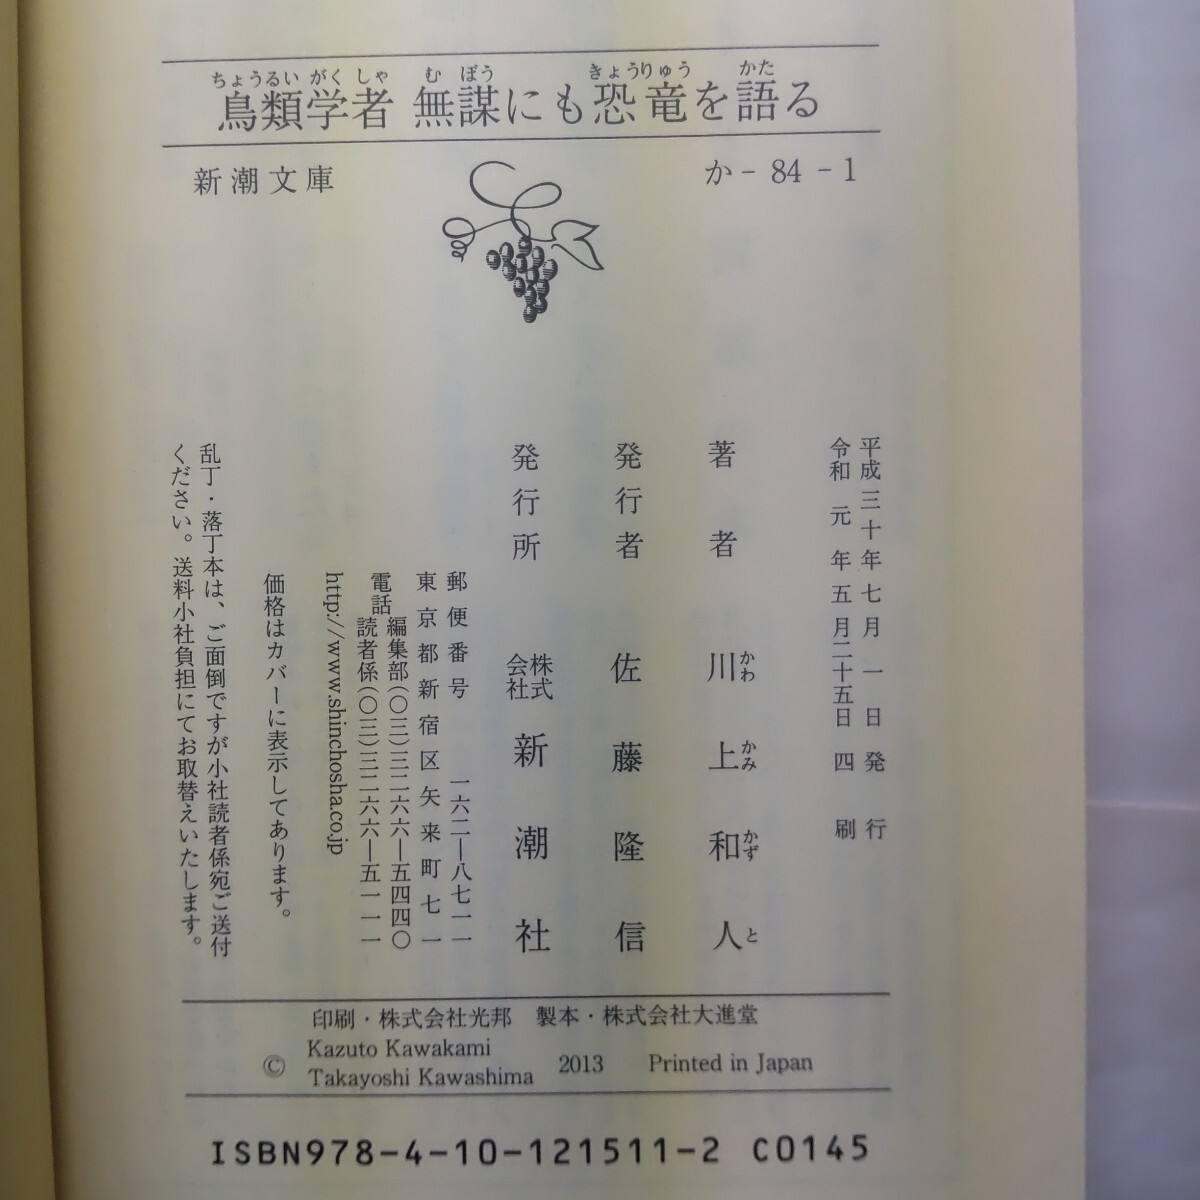 ちょうるい がく しゃ む ぼう きょうりゅう かた
鳥類学者 無謀にも恐竜を語る
新潮文庫
か - 84 - 1
平成三十年七月一日発行
令和元年五月二十五日四刷
著者 川上和人
かわ かみ かず と
発行者 佐藤隆信
発行所 株式会社 新潮社
郵便番号 一六二―八七一一
東京都新宿区矢来町七一
電話 編集部(〇三)三二六六―五四四〇
読者係(〇三)三二六六―五一一一
http://www.shinchosha.co.jp
価格はカバーに表示してあります。
乱丁・落丁本は、ご面倒ですが小社読者係宛ご送付
ください。送料小社負担にてお取替えいたします。
印刷・株式会社光邦 製本・株式会社大進堂
© Kazuto Kawakami
Takayoshi Kawashima 2013 Printed in Japan
ISBN978-4-10-121511-2 C0145